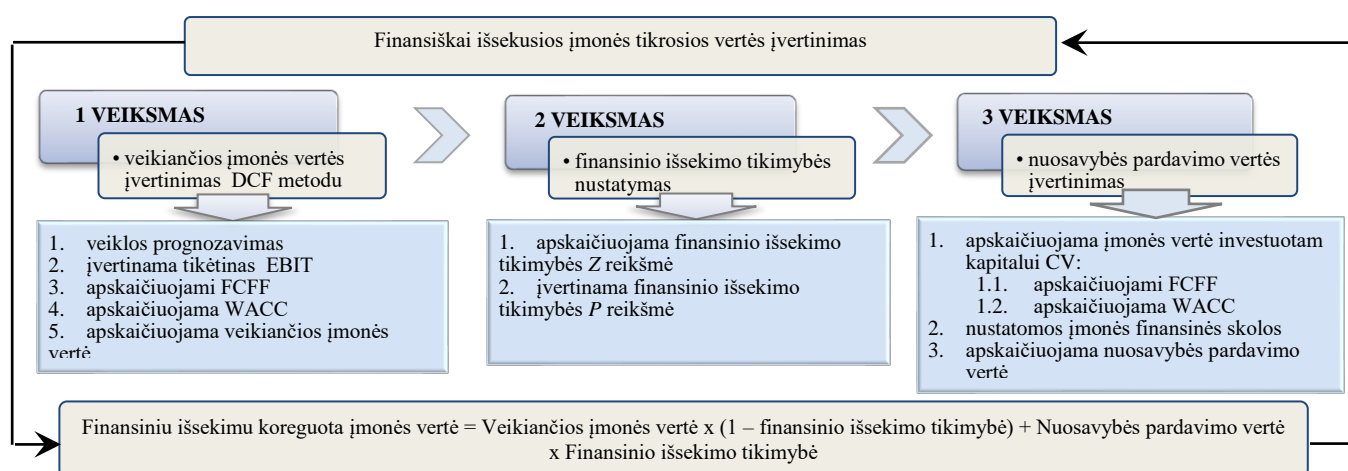 Finansiškai išsekusios įmonės tikrosios vertės įvertinimas
1 VEIKSMAS
• veikiančios įmonės vertės
įvertinimas DCF metodu
1. veiklos prognozavimas
2. įvertinama tikėtinas EBIT
3. apskaičiuojami FCFF
4. apskaičiuojama WACC
5. apskaičiuojama veikiančios įmonės
vertė
2 VEIKSMAS
• finansinio išsekimo tikimybės
nustatymas
1. apskaičiuojama finansinio išsekimo
tikimybės Z reikšmė
2. įvertinama finansinio išsekimo
tikimybės P reikšmė
3 VEIKSMAS
• nuosavybės pardavimo vertės
įvertinimas
1. apskaičiuojama įmonės vertė investuotam
kapitalui CV:
1.1. apskaičiuojami FCFF
1.2. apskaičiuojama WACC
2. nustatomos įmonės finansinės skolos
3. apskaičiuojama nuosavybės pardavimo
vertė
Finansiniu išsekimu koreguota įmonės vertė = Veikiančios įmonės vertė x (1 – finansinio išsekimo tikimybė) + Nuosavybės pardavimo vertė
x Finansinio išsekimo tikimybė